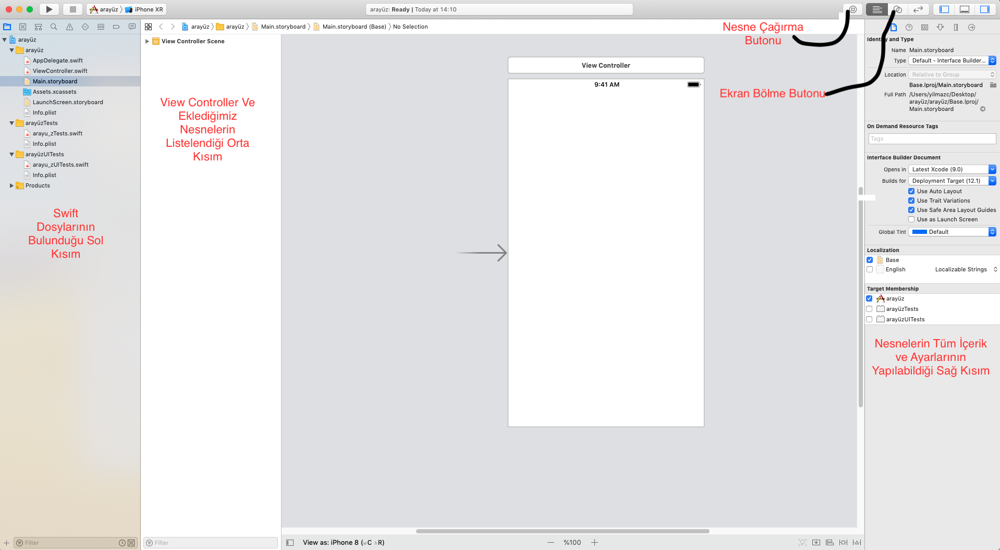 arayüz
iPhone XR
arayüz: Ready | Today at 14:10
arayüz
arayüz
AppDelegate.swift
ViewController.swift
Main.storyboard
Assets.xcassets
LaunchScreen.storyboard
Info.plist
arayüzTests
arayu_zTests.swift
Info.plist
arayüzUITests
arayu_zUITests.swift
Info.plist
Products
Swift
Dosylarının
Bulunduğu Sol
Kısım
Filter
arayüz
arayüz
Main.storyboard
Main.storyboard (Base)
No Selection
View Controller Scene
View Controller Ve
Eklediğimiz
Nesnelerin
Listelendiği Orta
Kısım
Filter
View Controller
9:41 AM
Nesne Çağırma
Butonu
Ekran Bölme Butonu
View as: iPhone 8 (wC hR)
%100
Identity and Type
Name Main.storyboard
Type Default - Interface Builder...
Location Relative to Group
Base.lproj/Main.storyboard
Full Path /Users/yilmazc/Desktop/
arayüz/arayüz/Base.lproj/
Main.storyboard
On Demand Resource Tags
Tags
Interface Builder Document
Opens in Latest Xcode (9.0)
Builds for Deployment Target (12.1)
Use Auto Layout
Use Trait Variations
Use Safe Area Layout Guides
Use as Launch Screen
Global Tint Default
Localization
Base
English Localizable Strings
Target Membership
arayüz
arayüzTests
arayüzUITests
Nesnelerin Tüm İçerik
ve Ayarlarının
Yapılabildiği Sağ Kısım